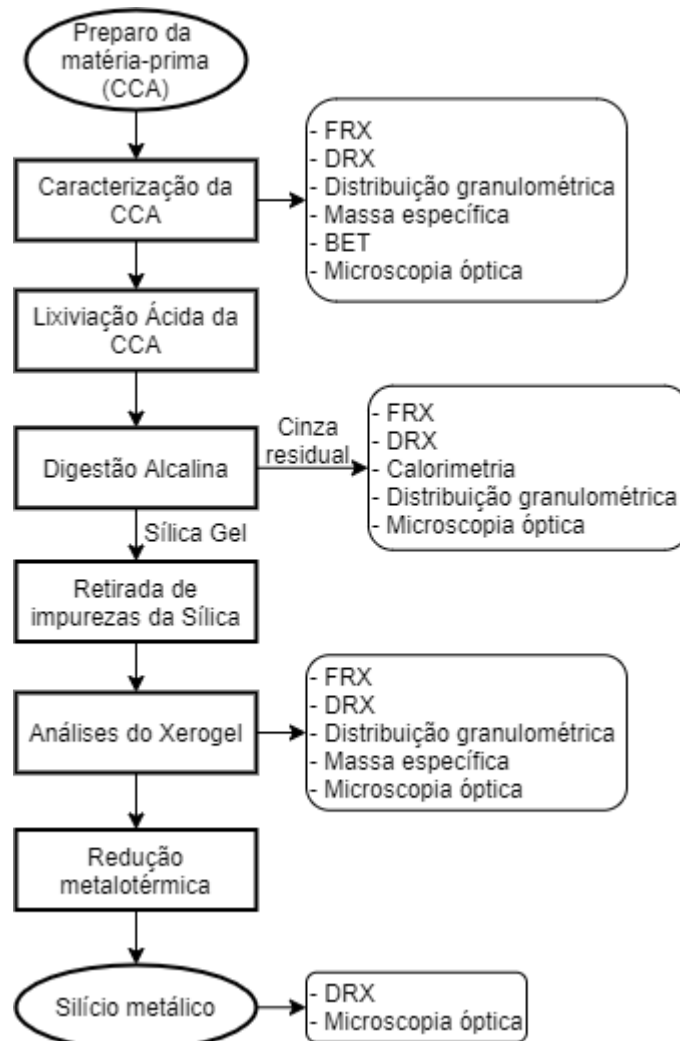 Preparo da
matéria-prima
(CCA)
Caracterização da
CCA
- FRX
- DRX
- Distribuição granulométrica
- Massa específica
- BET
- Microscopia óptica
Lixiviação Ácida da
CCA
Digestão Alcalina
Cinza
residual
- FRX
- DRX
- Calorimetria
- Distribuição granulométrica
- Microscopia óptica
Sílica Gel
Retirada de
impurezas da Sílica
Análises do Xerogel
- FRX
- DRX
- Distribuição granulométrica
- Massa específica
- Microscopia óptica
Redução
metalotérmica
Silício metálico
- DRX
- Microscopia óptica